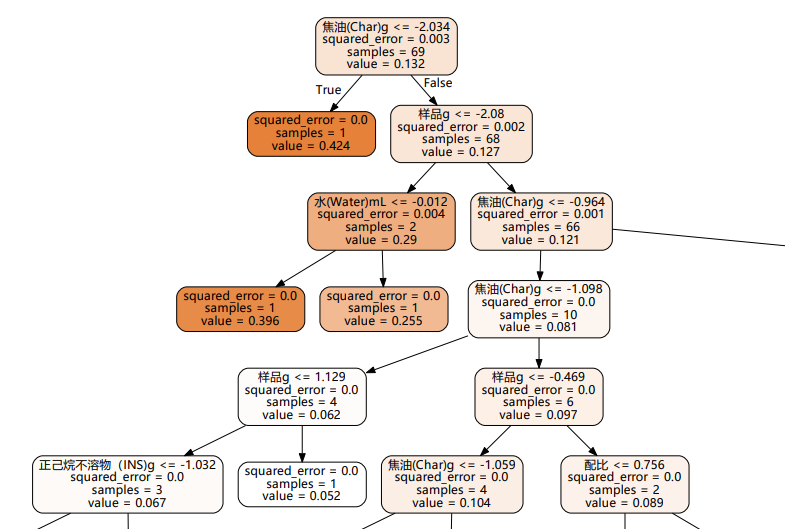 焦油(Char)g <= -2.034
squared_error = 0.003
samples = 69
value = 0.132
True
False
squared_error = 0.0
samples = 1
value = 0.424
样品g <= -2.08
squared_error = 0.002
samples = 68
value = 0.127
水(Water)mL <= -0.012
squared_error = 0.004
samples = 2
value = 0.29
焦油(Char)g <= -0.964
squared_error = 0.001
samples = 66
value = 0.121
squared_error = 0.0
samples = 1
value = 0.396
squared_error = 0.0
samples = 1
value = 0.255
焦油(Char)g <= -1.098
squared_error = 0.0
samples = 10
value = 0.081
样品g <= 1.129
squared_error = 0.0
samples = 4
value = 0.062
样品g <= -0.469
squared_error = 0.0
samples = 6
value = 0.097
正己烷不溶物（INS)g <= -1.032
squared_error = 0.0
samples = 3
value = 0.067
squared_error = 0.0
samples = 1
value = 0.052
焦油(Char)g <= -1.059
squared_error = 0.0
samples = 4
value = 0.104
配比 <= 0.756
squared_error = 0.0
samples = 2
value = 0.089